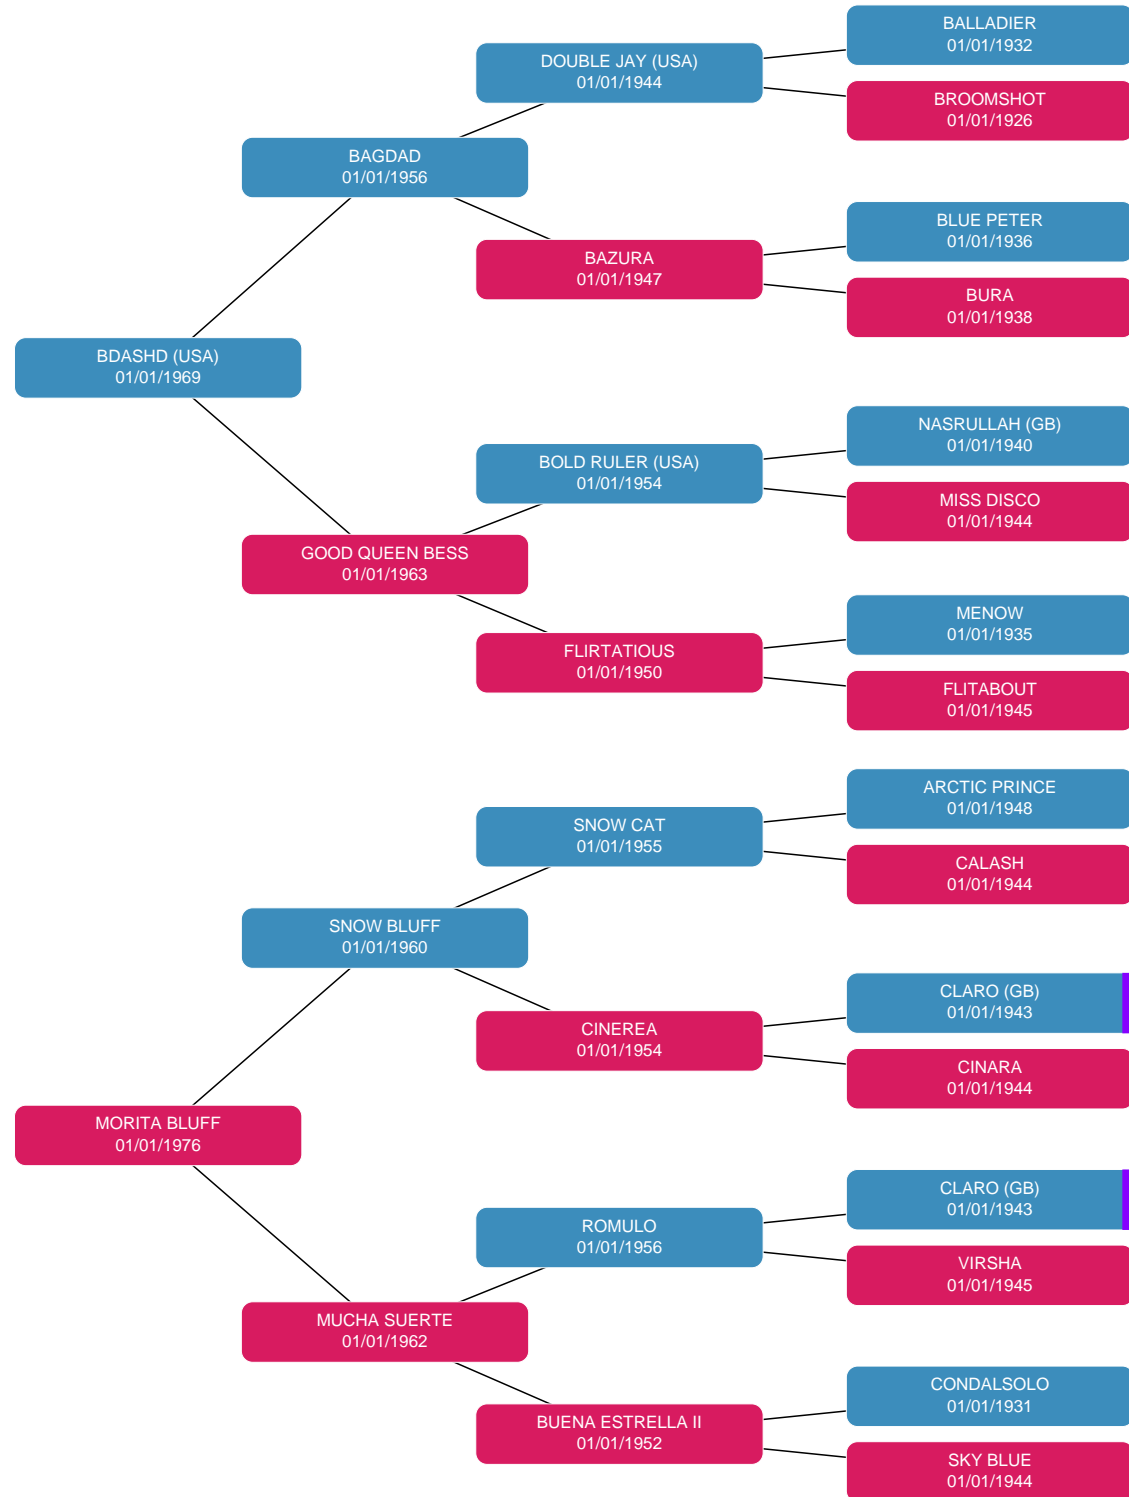 BALLADIER
01/01/1932
DOUBLE JAY (USA)
01/01/1944
BROOMSHOT
01/01/1926
BAGDAD
01/01/1956
BLUE PETER
01/01/1936
BAZURA
01/01/1947
BURA
01/01/1938
BDASHD (USA)
01/01/1969
NASRULLAH (GB)
01/01/1940
BOLD RULER (USA)
01/01/1954
MISS DISCO
01/01/1944
GOOD QUEEN BESS
01/01/1963
MENOW
01/01/1935
FLIRTATIOUS
01/01/1950
FLITABOUT
01/01/1945
ARCTIC PRINCE
01/01/1948
SNOW CAT
01/01/1955
CALASH
01/01/1944
SNOW BLUFF
01/01/1960
CLARO (GB)
01/01/1943
CINEREA
01/01/1954
CINARA
01/01/1944
MORITA BLUFF
01/01/1976
CLARO (GB)
01/01/1943
ROMULO
01/01/1956
VIRSHA
01/01/1945
MUCHA SUERTE
01/01/1962
CONDALSOLO
01/01/1931
BUENA ESTRELLA II
01/01/1952
SKY BLUE
01/01/1944